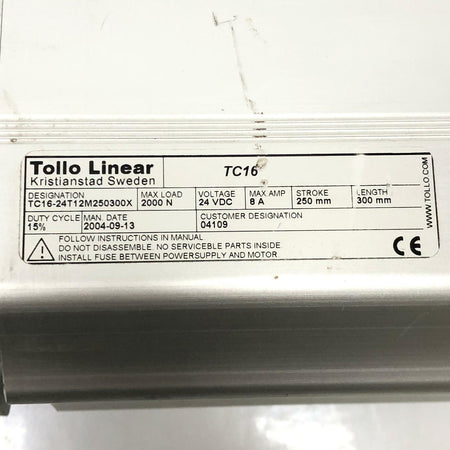 Tollo Linear
Kristianstad Sweden
TC16
DESIGNATION MAX LOAD VOLTAGE MAX AMP STROKE LENGTH
TC16-24T12M250300X 2000 N 24 VDC 8 A 250 mm 300 mm
DUTY CYCLE MAN. DATE CUSTOMER DESIGNATION
15% 2004-09-13 04109
FOLLOW INSTRUCTIONS IN MANUAL
DO NOT DISASSEMBLE. NO SERVICEBLE PARTS INSIDE.
INSTALL FUSE BETWEEN POWERSUPPLY AND MOTOR
CE
WWW.TOLLO.COM